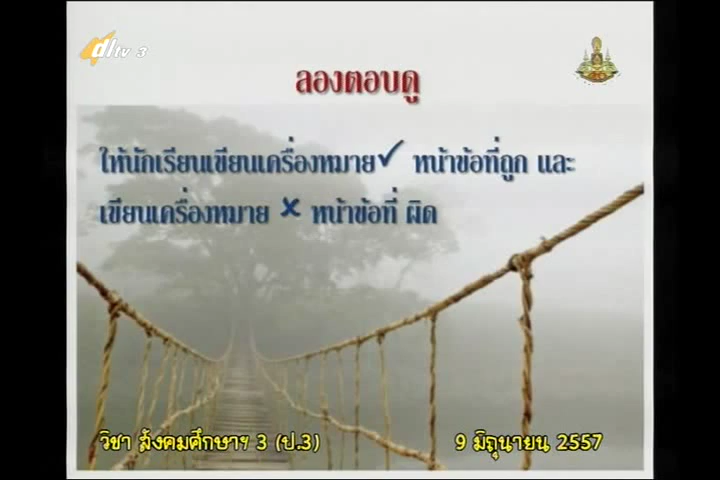 dltv 3
ลองตอบดู
ให้นักเรียนเขียนเครื่องหมาย ✓ หน้าข้อที่ถูก และ
เขียนเครื่องหมาย ✗ หน้าข้อที่ ผิด
วิชา สังคมศึกษาฯ 3 (ป.3) 9 มิถุนายน 2557